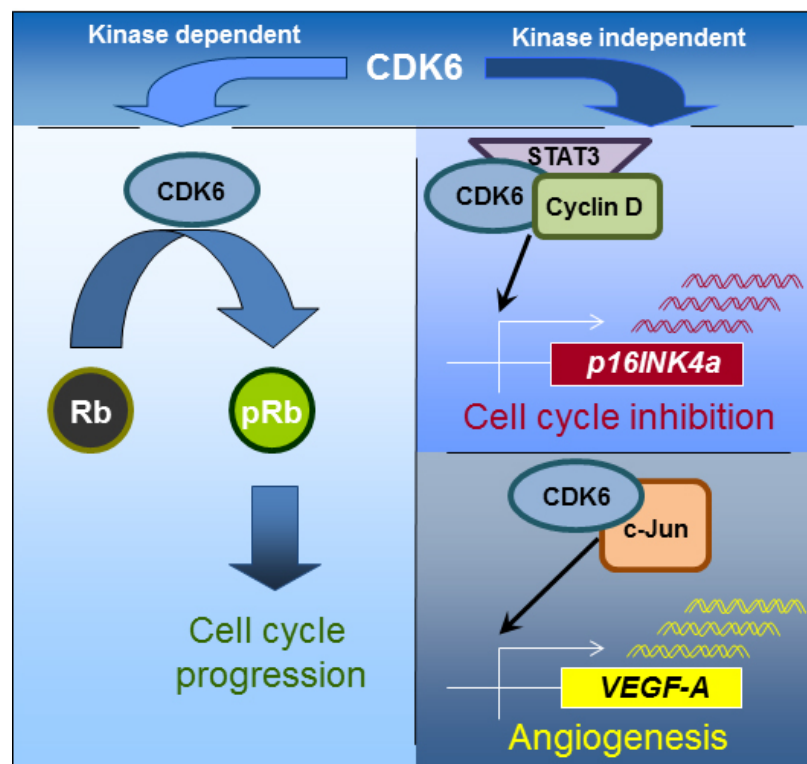 Kinase dependent
CDK6
Kinase independent
CDK6
Rb
pRb
Cell cycle
progression
STAT3
CDK6
Cyclin D
p16INK4a
Cell cycle inhibition
CDK6
c-Jun
VEGF-A
Angiogenesis